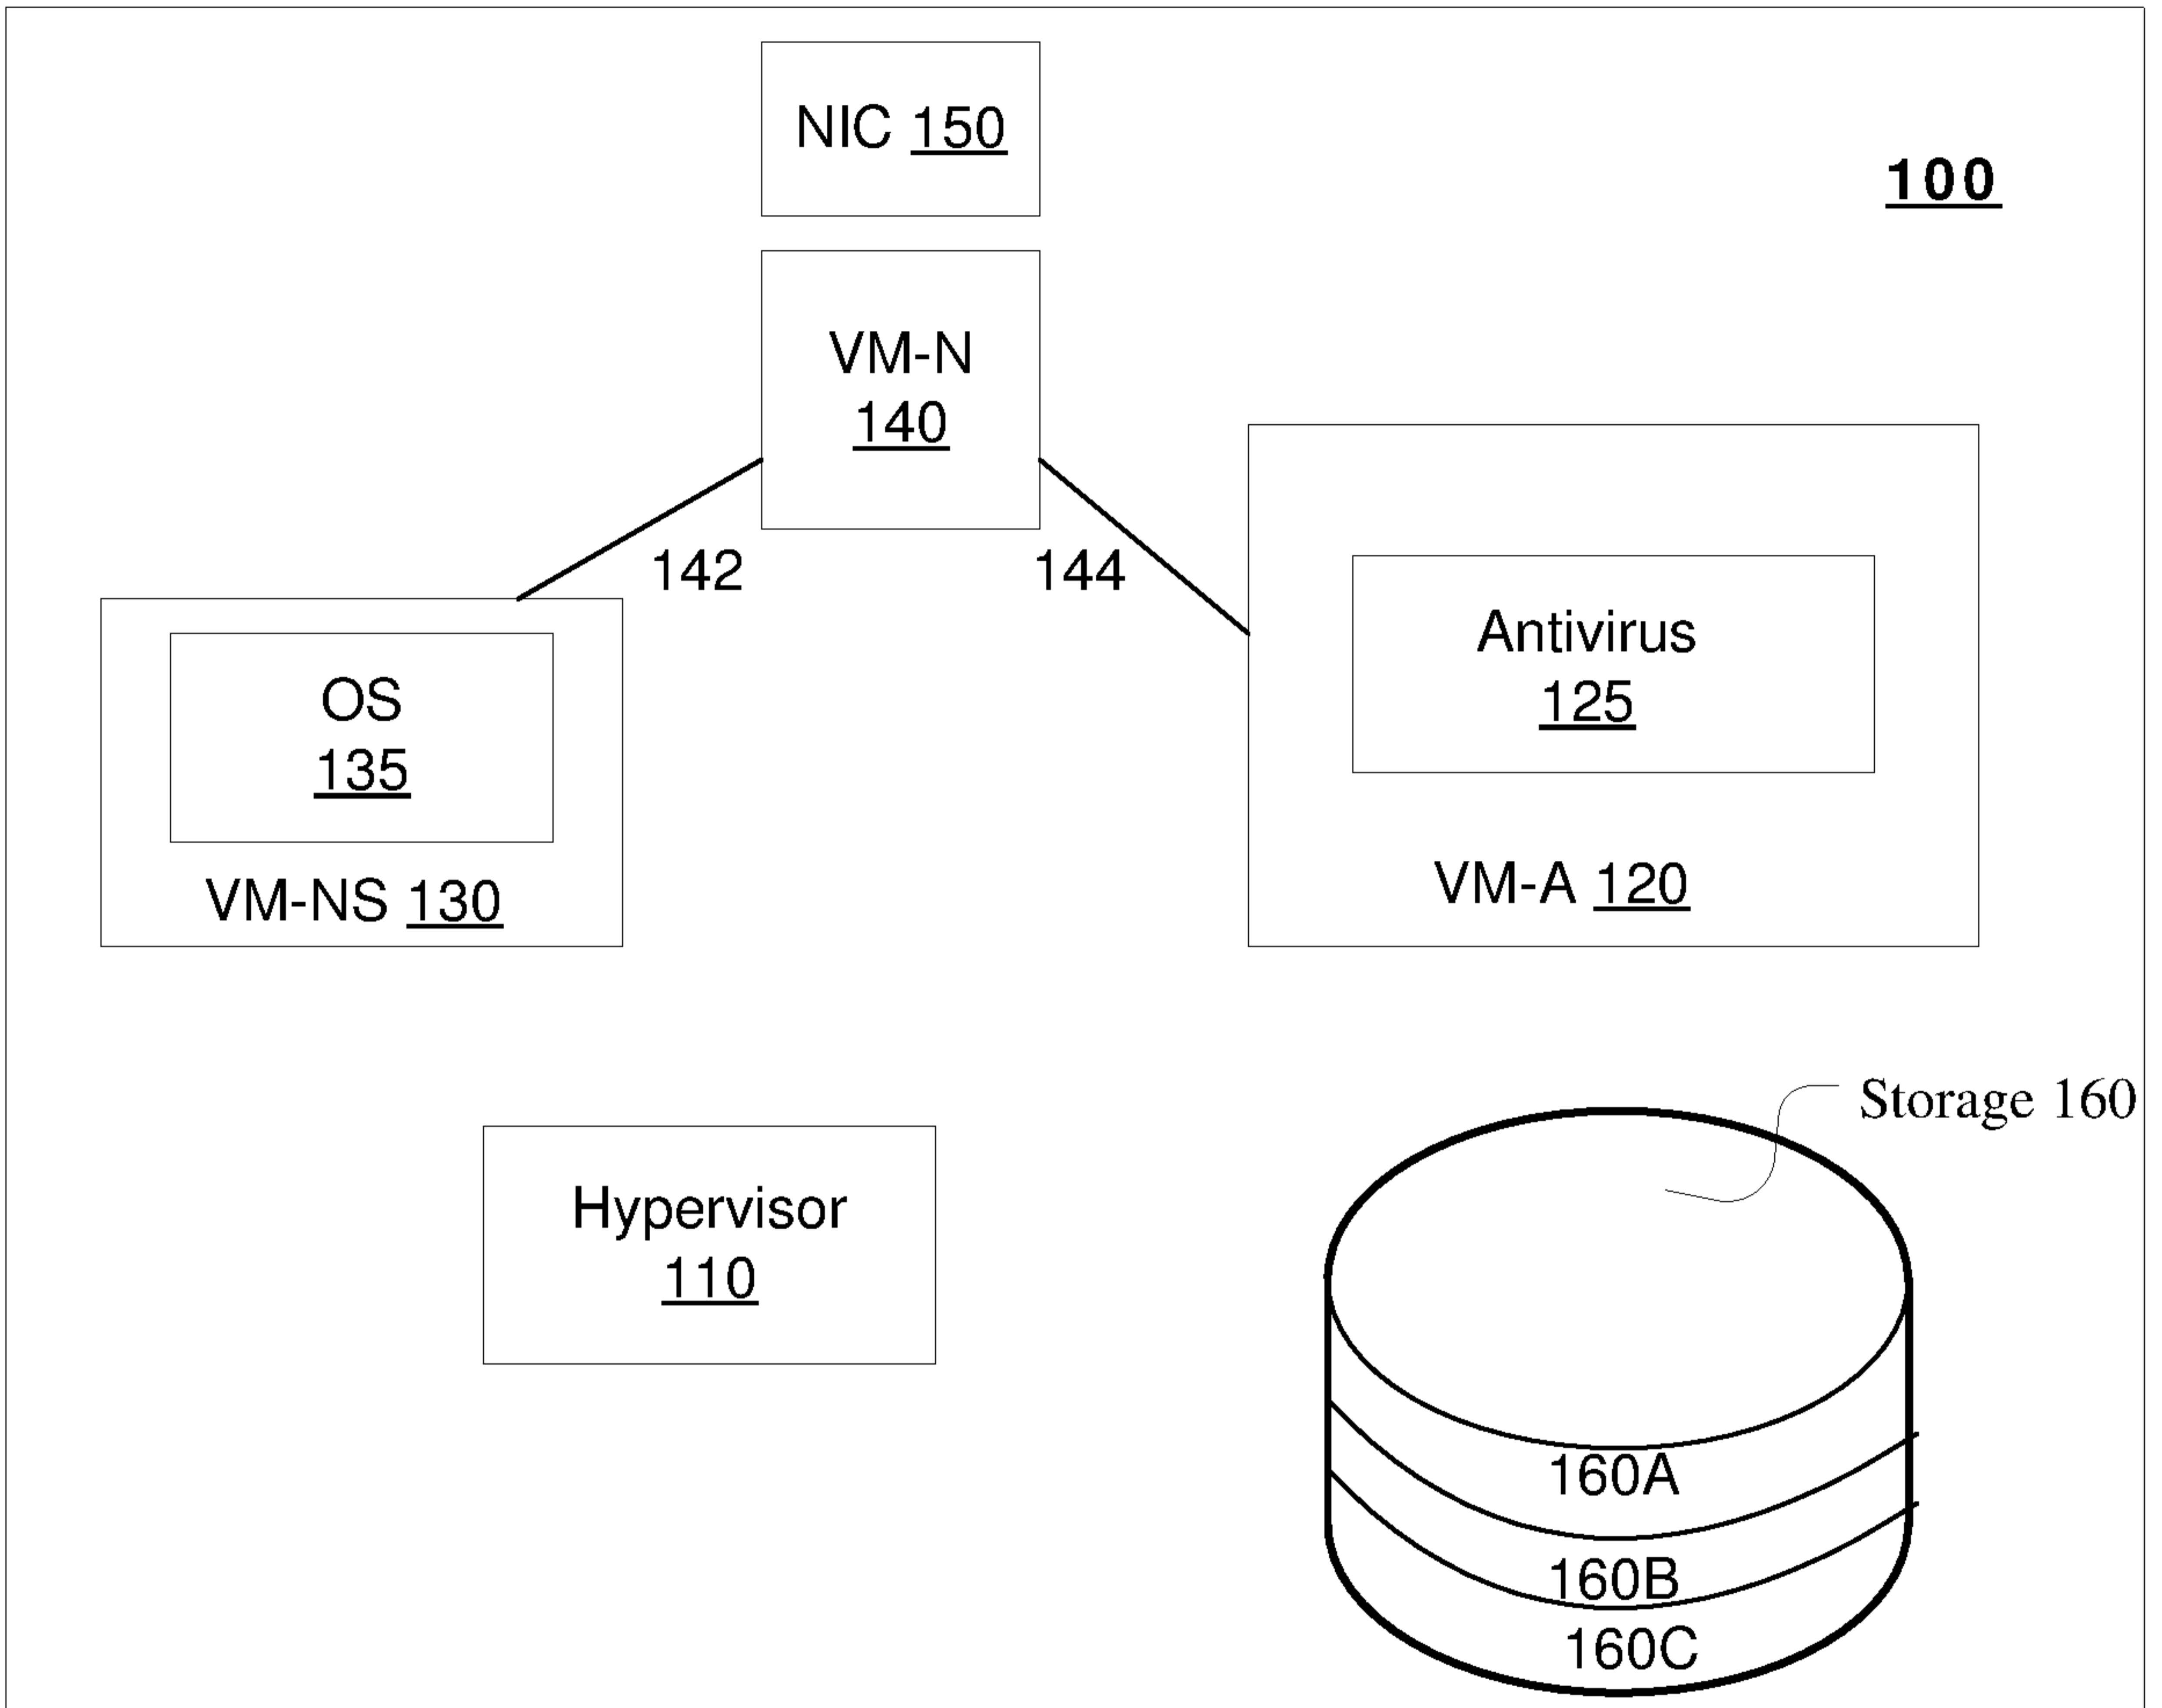 NIC 150
100
VM-N
140
142
144
OS
135
VM-NS 130
Antivirus
125
VM-A 120
Storage 160
Hypervisor
110
160A
160B
160C